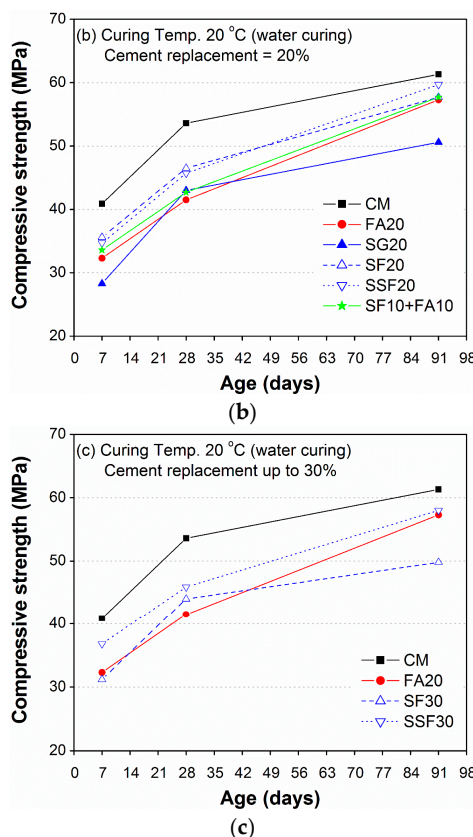 (b) Curing Temp. 20 °C (water curing)
Cement replacement = 20%
Compressive strength (MPa)
70
60
50
40
30
20
CM
FA20
SG20
SF20
SSF20
SF10+FA10
0 7 14 21 28 35 42 49 56 63 70 77 84 91 98
Age (days)
(b)
(c) Curing Temp. 20 °C (water curing)
Cement replacement up to 30%
Compressive strength (MPa)
70
60
50
40
30
20
CM
FA20
SF30
SSF30
0 7 14 21 28 35 42 49 56 63 70 77 84 91 98
Age (days)
(c)